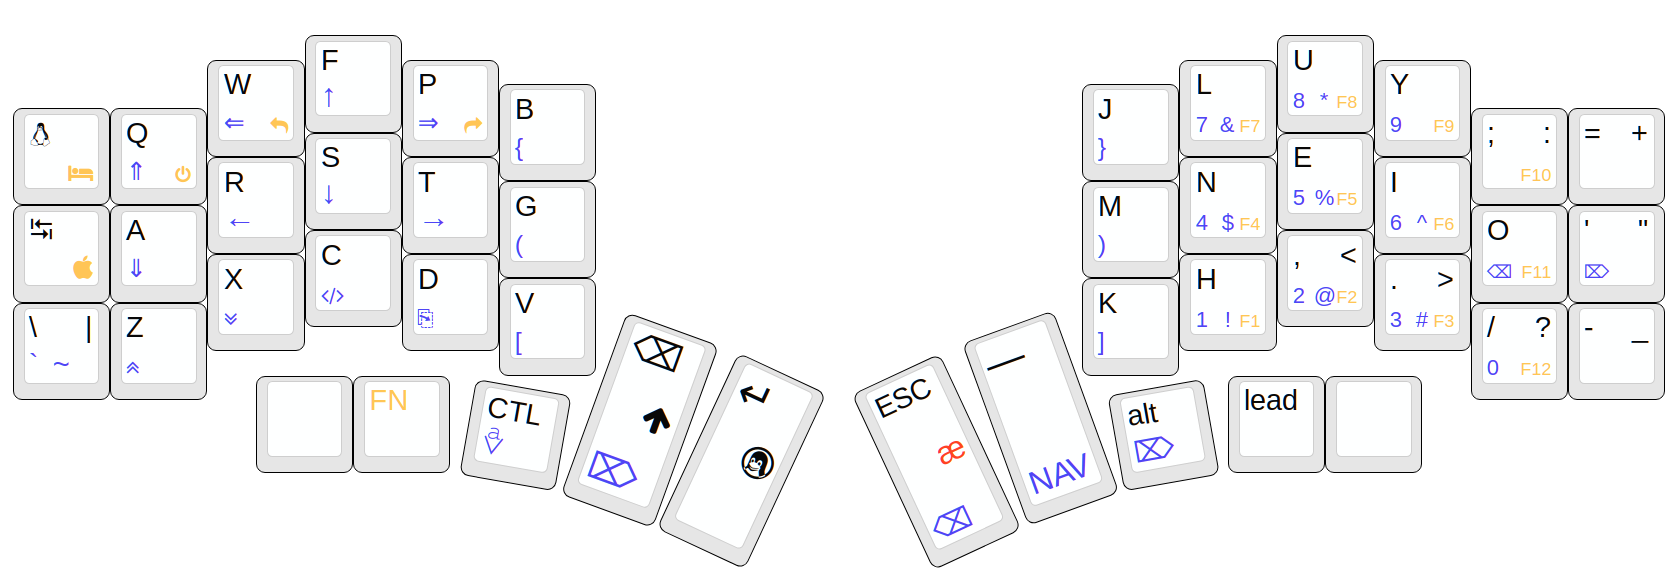 F
↑
U
8 * F8
W
⇐
P
⇒
L
7 & F7
Y
9 F9
B
{
J
}
Q
⇑
; :
F10
= +
S
↓
E
5 % F5
R
←
T
→
N
4 $ F4
I
6 ^ F6
G
(
M
)
A
⇓
O
⌫ F11
' "
⌦
C
</>
, <
2 @ F2
X
D
H
1 ! F1
. >
3 # F3
V
[
K
]
\ |
` ~
Z
/ ?
0 F12
- _
FN
CTL
a
⌫
⌦
↵
ESC
æ
⌫
NAV
alt
⌦
lead